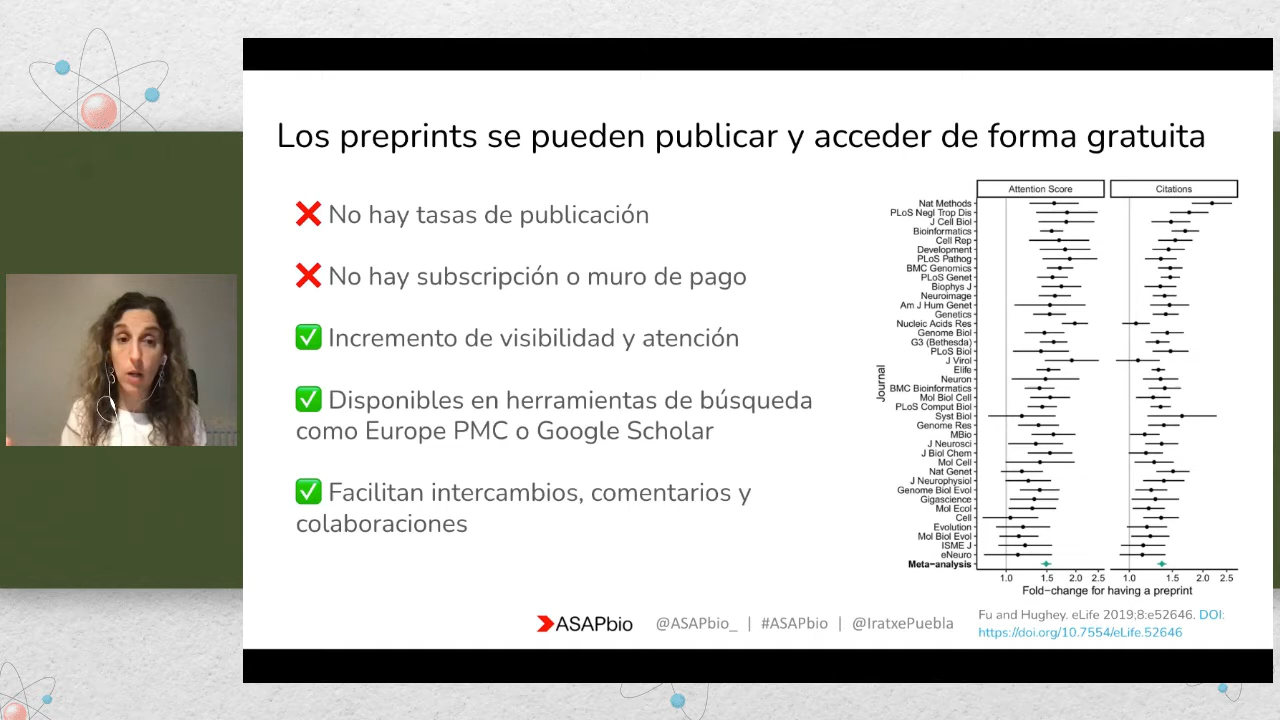 Los preprints se pueden publicar y acceder de forma gratuita
❌ No hay tasas de publicación
❌ No hay subscripción o muro de pago
✅ Incremento de visibilidad y atención
✅ Disponibles en herramientas de búsqueda
como Europe PMC o Google Scholar
✅ Facilitan intercambios, comentarios y
colaboraciones
Attention Score
Citations
Journal
Nat Methods
PLoS Negl Trop Dis
J Cell Biol
Bioinformatics
Cell Rep
Development
PLoS Pathog
BMC Genomics
PLoS Genet
Biophys J
Neuroimage
Am J Hum Genet
Genetics
Nucleic Acids Res
Genome Biol
G3 (Bethesda)
PLoS Biol
J Virol
Elife
Neuron
BMC Bioinformatics
Mol Biol Cell
PLoS Comput Biol
Syst Biol
Genome Res
MBio
J Neurosci
J Biol Chem
Mol Cell
Nat Genet
J Neurophysiol
Genome Biol Evol
Gigascience
Mol Ecol
Cell
Evolution
Mol Biol Evol
ISME J
eNeuro
Meta−analysis
1.0 1.5 2.0 2.5 1.0 1.5 2.0 2.5
Fold−change for having a preprint
ASAPbio @ASAPbio_ | #ASAPbio | @IratxePuebla
Fu and Hughey. eLife 2019;8:e52646. DOI:
https://doi.org/10.7554/eLife.52646